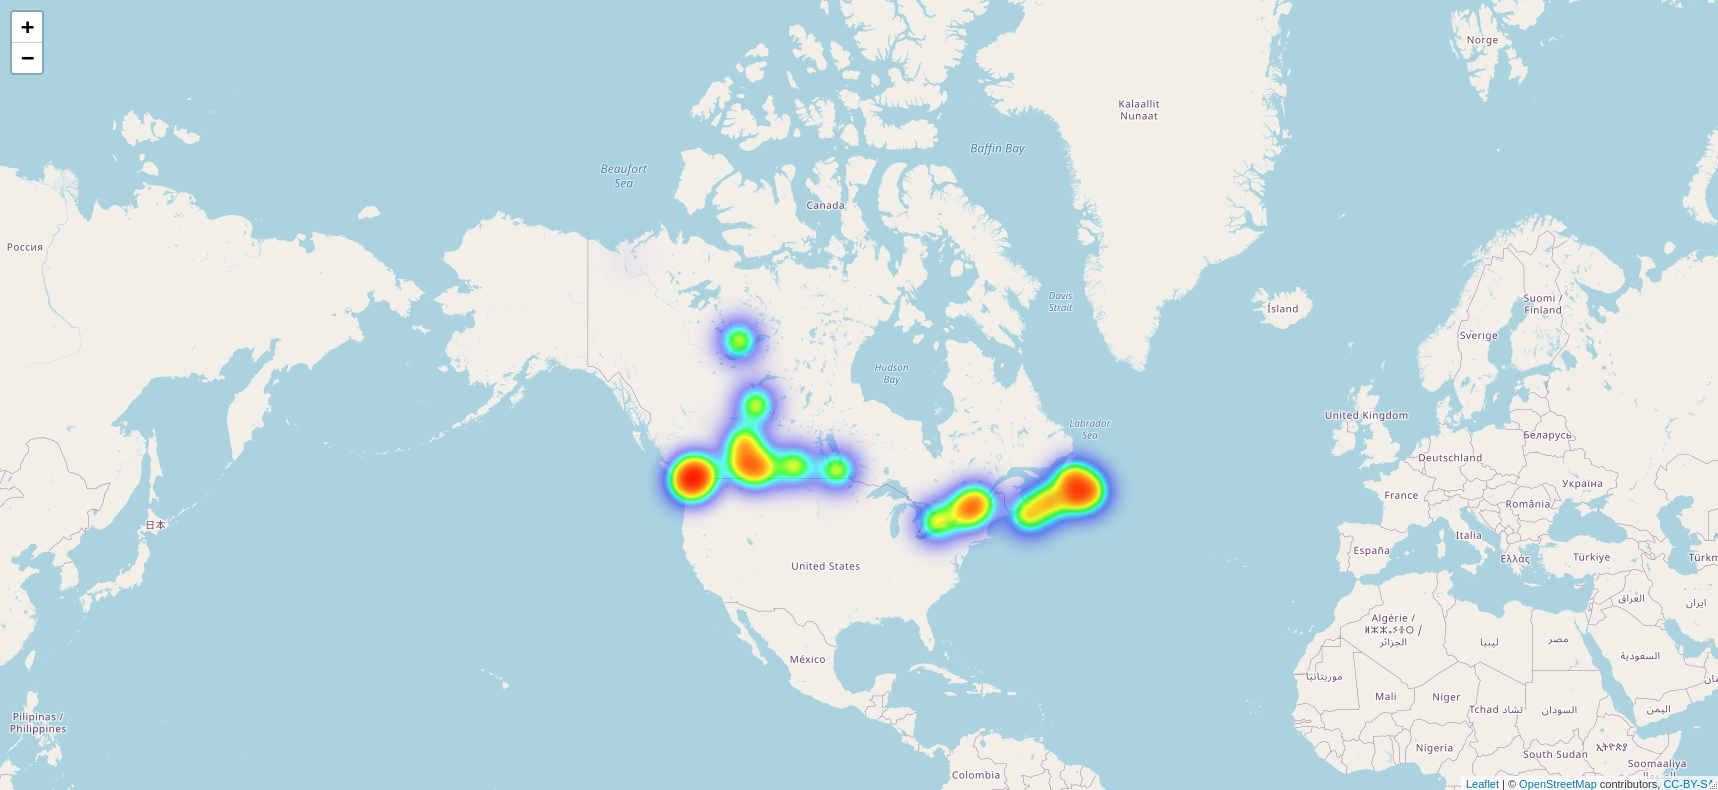 +
−
Norge
Kalaallit
Nunaat
Baffin Bay
Beaufort
Sea
Canada
Россия
Davis
Strait
Ísland
Suomi /
Finland
Sverige
Hudson
Bay
United Kingdom
Labrador
Sea
Беларусь
Deutschland
Україна
France
România
日本
Italia
España
Ελλάς
Türkiye
Türkm
United States
العراق
ایران
Algérie /
الجزائر
ليبيا
مصر
السعودية
México
موريتانيا
Mali
Niger
Tchad تشاد
السودان
اليمن
Pilipinas /
Philippines
Nigeria
South Sudan
ኢትዮጵያ
Soomaaliya
Colombia
Leaflet | © OpenStreetMap contributors, CC-BY-SA